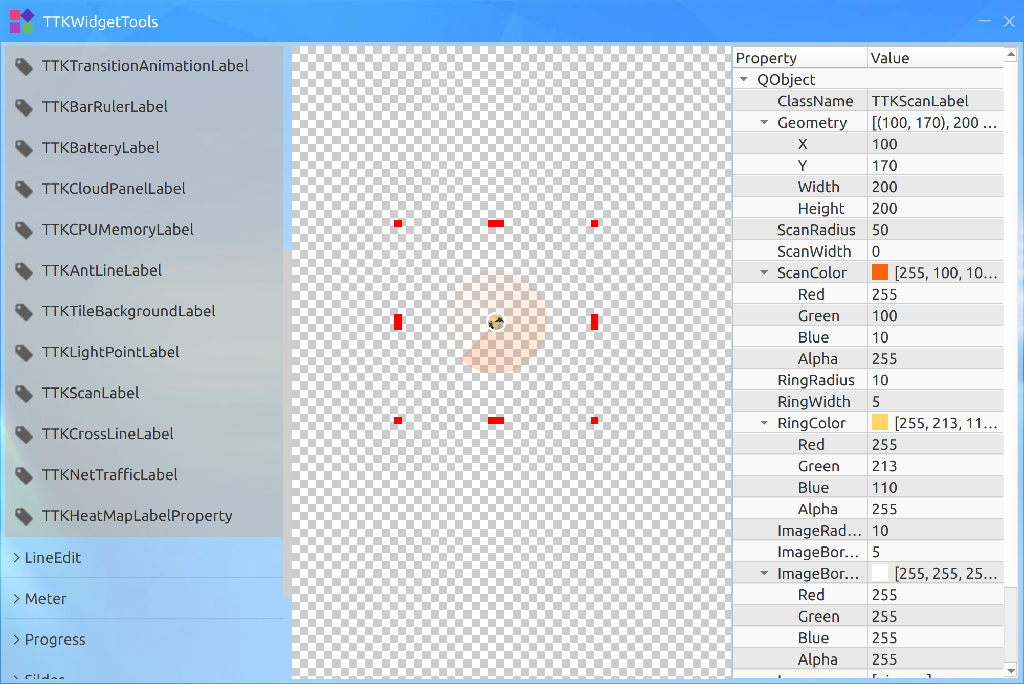 TTKWidgetTools
TTKTransitionAnimationLabel
TTKBarRulerLabel
TTKBatteryLabel
TTKCloudPanelLabel
TTKCPUMemoryLabel
TTKAntLineLabel
TTKTileBackgroundLabel
TTKLightPointLabel
TTKScanLabel
TTKCrossLineLabel
TTKNetTrafficLabel
TTKHeatMapLabelProperty
LineEdit
Meter
Progress
Property Value
QObject
ClassName TTKScanLabel
Geometry [(100, 170), 200 ...
X 100
Y 170
Width 200
Height 200
ScanRadius 50
ScanWidth 0
ScanColor [255, 100, 10...
Red 255
Green 100
Blue 10
Alpha 255
RingRadius 10
RingWidth 5
RingColor [255, 213, 11...
Red 255
Green 213
Blue 110
Alpha 255
ImageRad... 10
ImageBor... 5
ImageBor... [255, 255, 25...
Red 255
Green 255
Blue 255
Alpha 255